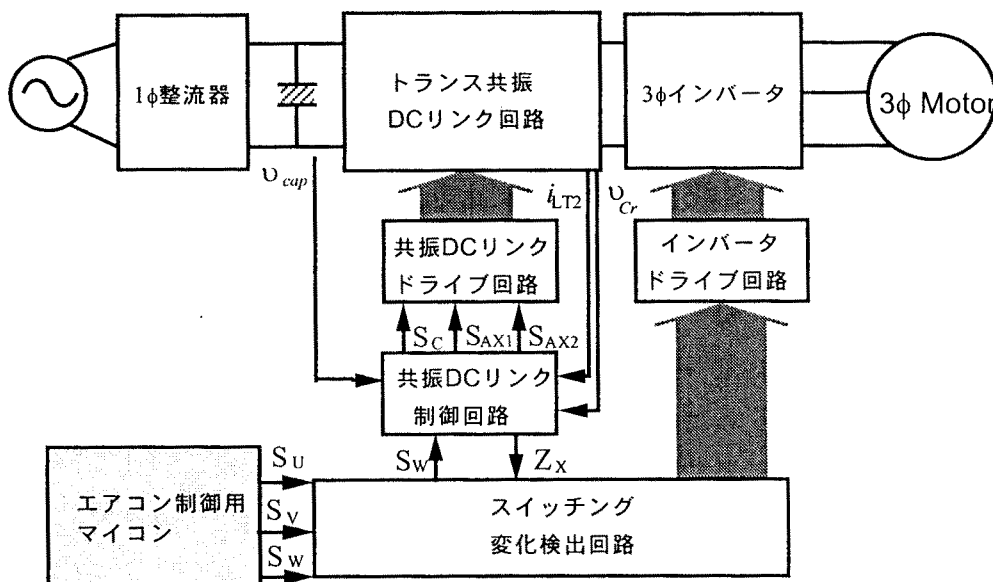 1φ整流器
トランス共振
DCリンク回路
3φインバータ
3φ Motor
υcap
iLT2
υCr
共振DCリンク
ドライブ回路
インバータ
ドライブ回路
SC
SAX1
SAX2
共振DCリンク
制御回路
SW
ZX
エアコン制御用
マイコン
SU
SV
SW
スイッチング
変化検出回路